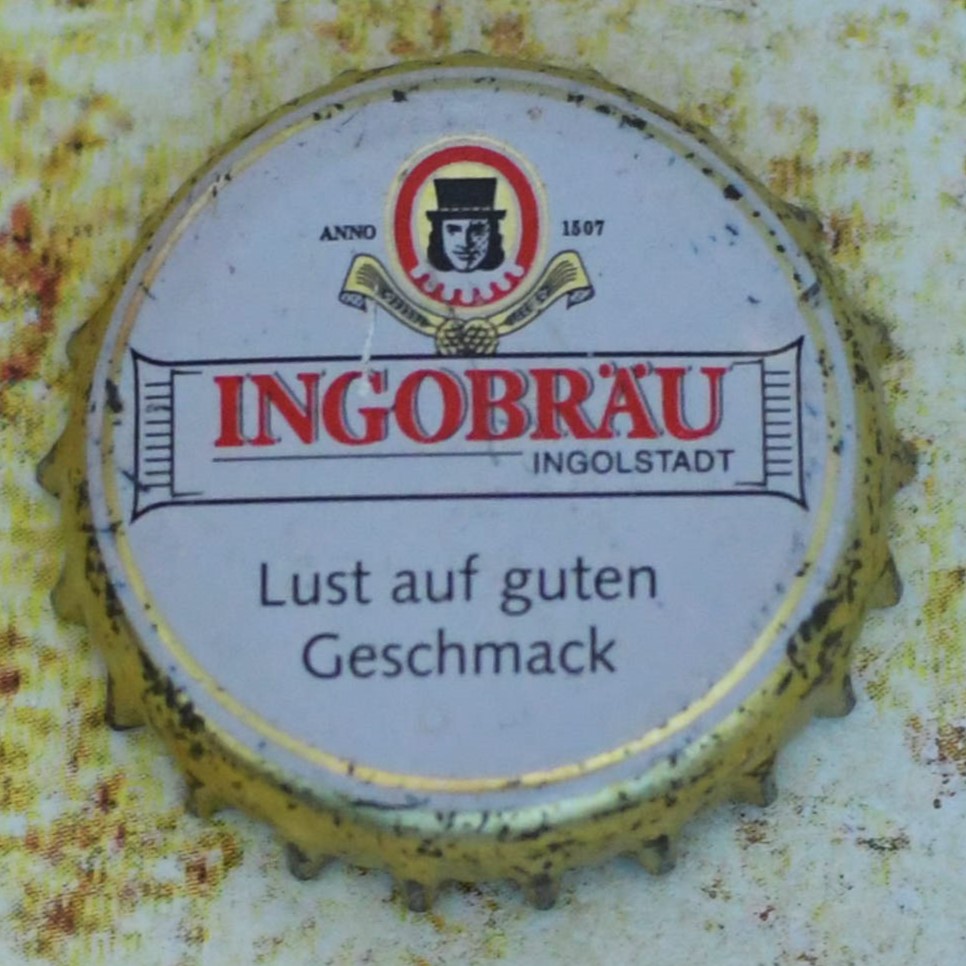 ANNO 1507
INGOBRÄU
INGOLSTADT
Lust auf guten
Geschmack